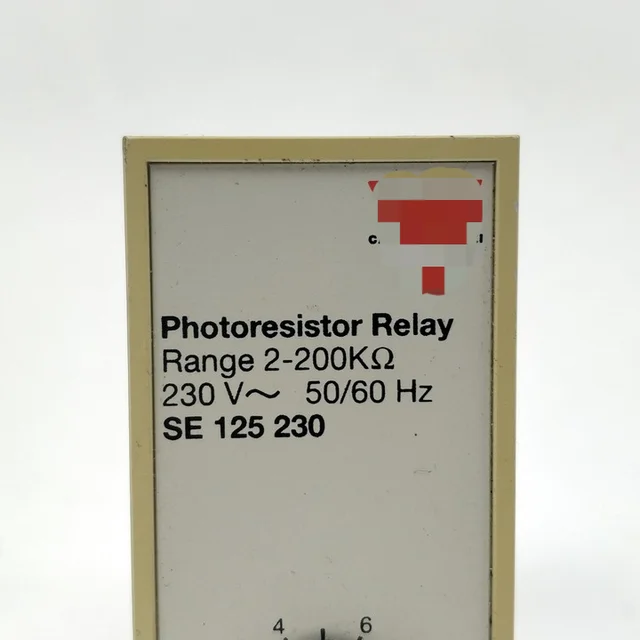 Photoresistor Relay
Range 2-200KΩ
230 V～ 50/60 Hz
SE 125 230
4 6